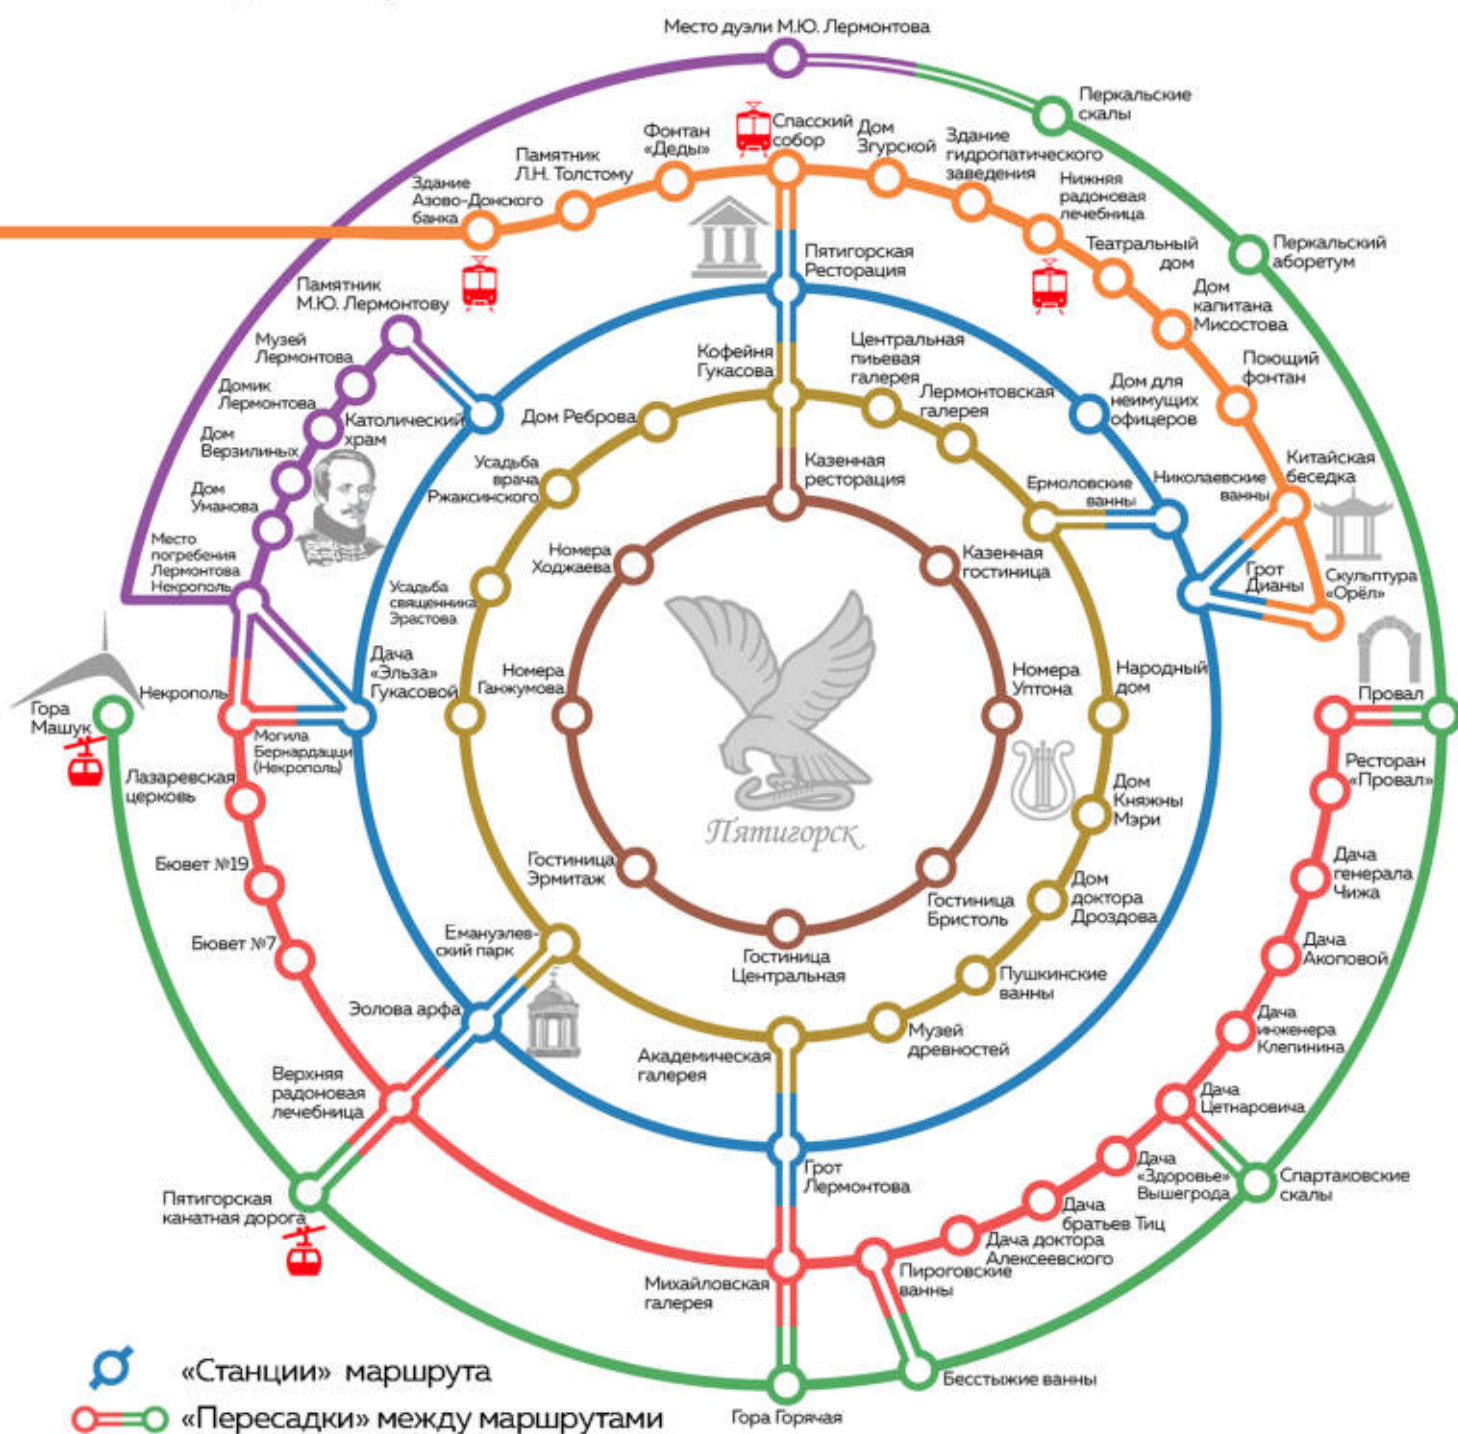 Место дуэли М.Ю. Лермонтова
Перкальские
скалы
Спасский
собор
Дом
Згурской
Здание
гидропатического
заведения
Фонтан
«Деды»
Памятник
Л.Н. Толстому
Здание
Азово-Донского
банка
Нижняя
радоновая
лечебница
Театральный
дом
Перкальский
аборетум
Пятигорская
Ресторация
Дом
капитана
Мисостова
Памятник
М.Ю. Лермонтову
Музей
Лермонтова
Домик
Лермонтова
Католический
храм
Дом
Верзилиных
Дом
Уманова
Место
погребения
Лермонтова
Некрополь
Кофейня
Гукасова
Центральная
пиьевая
галерея
Лермонтовская
галерея
Дом для
неимущих
офицеров
Поющий
фонтан
Дом Реброва
Усадьба
врача
Ржаксинского
Казенная
ресторация
Ермоловские
ванны
Николаевские
ванны
Китайская
беседка
Номера
Ходжаева
Казенная
гостиница
Грот
Дианы
Скульптура
«Орёл»
Усадьба
священника
Эрастова
Дача
«Эльза»
Гукасовой
Номера
Ганжумова
Номера
Уптона
Народный
дом
Провал
Некрополь
Гора
Машук
Могила
Бернардацци
(Некрополь)
Лазаревская
церковь
Пятигорск
Дом
Княжны
Мэри
Ресторан
«Провал»
Бювет №19
Гостиница
Эрмитаж
Гостиница
Бристоль
Дом
доктора
Дроздова
Дача
генерала
Чижа
Бювет №7
Емануэлев-
ский парк
Гостиница
Центральная
Пушкинские
ванны
Дача
Акоповой
Эолова арфа
Академическая
галерея
Музей
древностей
Дача
инженера
Клепинина
Верхняя
радоновая
лечебница
Дача
Цетнаровича
Пятигорская
канатная дорога
Грот
Лермонтова
Дача
«Здоровье»
Вышегрода
Спартаковские
скалы
Дача
братьев Тиц
Дача доктора
Алексеевского
Михайловская
галерея
Пироговские
ванны
Бесстыжие ванны
Гора Горячая
«Станции» маршрута
«Пересадки» между маршрутами